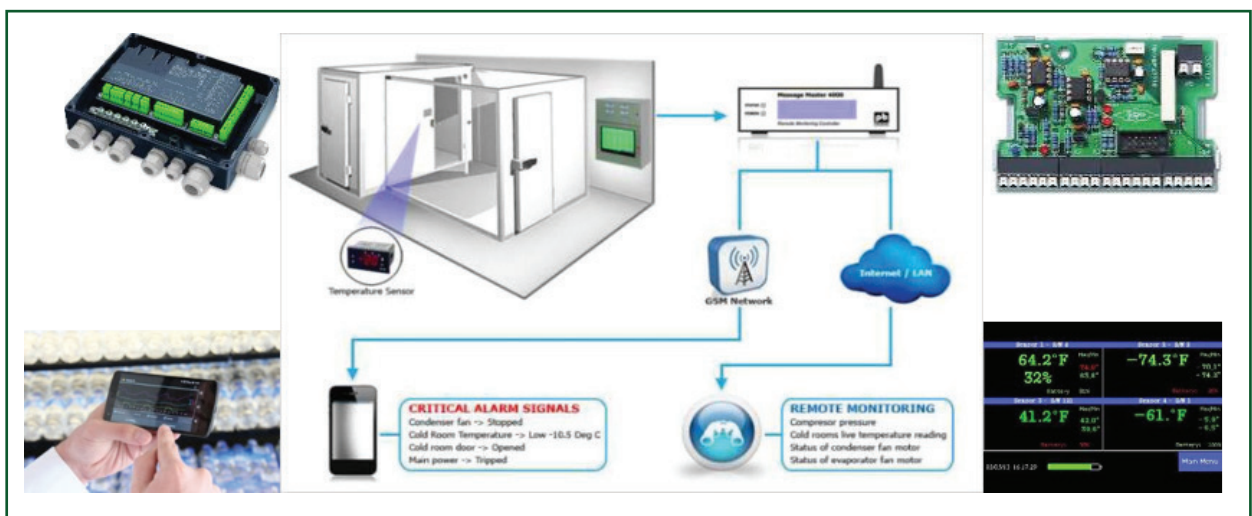 Message Master 4000
Remote Monitoring Controller
Temperature Sensor
GSM Network
Internet / LAN
CRITICAL ALARM SIGNALS
Condenser fan -> Stopped
Cold Room Temperature -> Low -10.5 Deg C
Cold room door -> Opened
Main power -> Tripped
REMOTE MONITORING
Compresor pressure
Cold rooms live temperature reading
Status of condenser fan motor
Status of evaporator fan motor
64.2°F
32%
-74.3°F
41.2°F
-61.°F
Main Menu